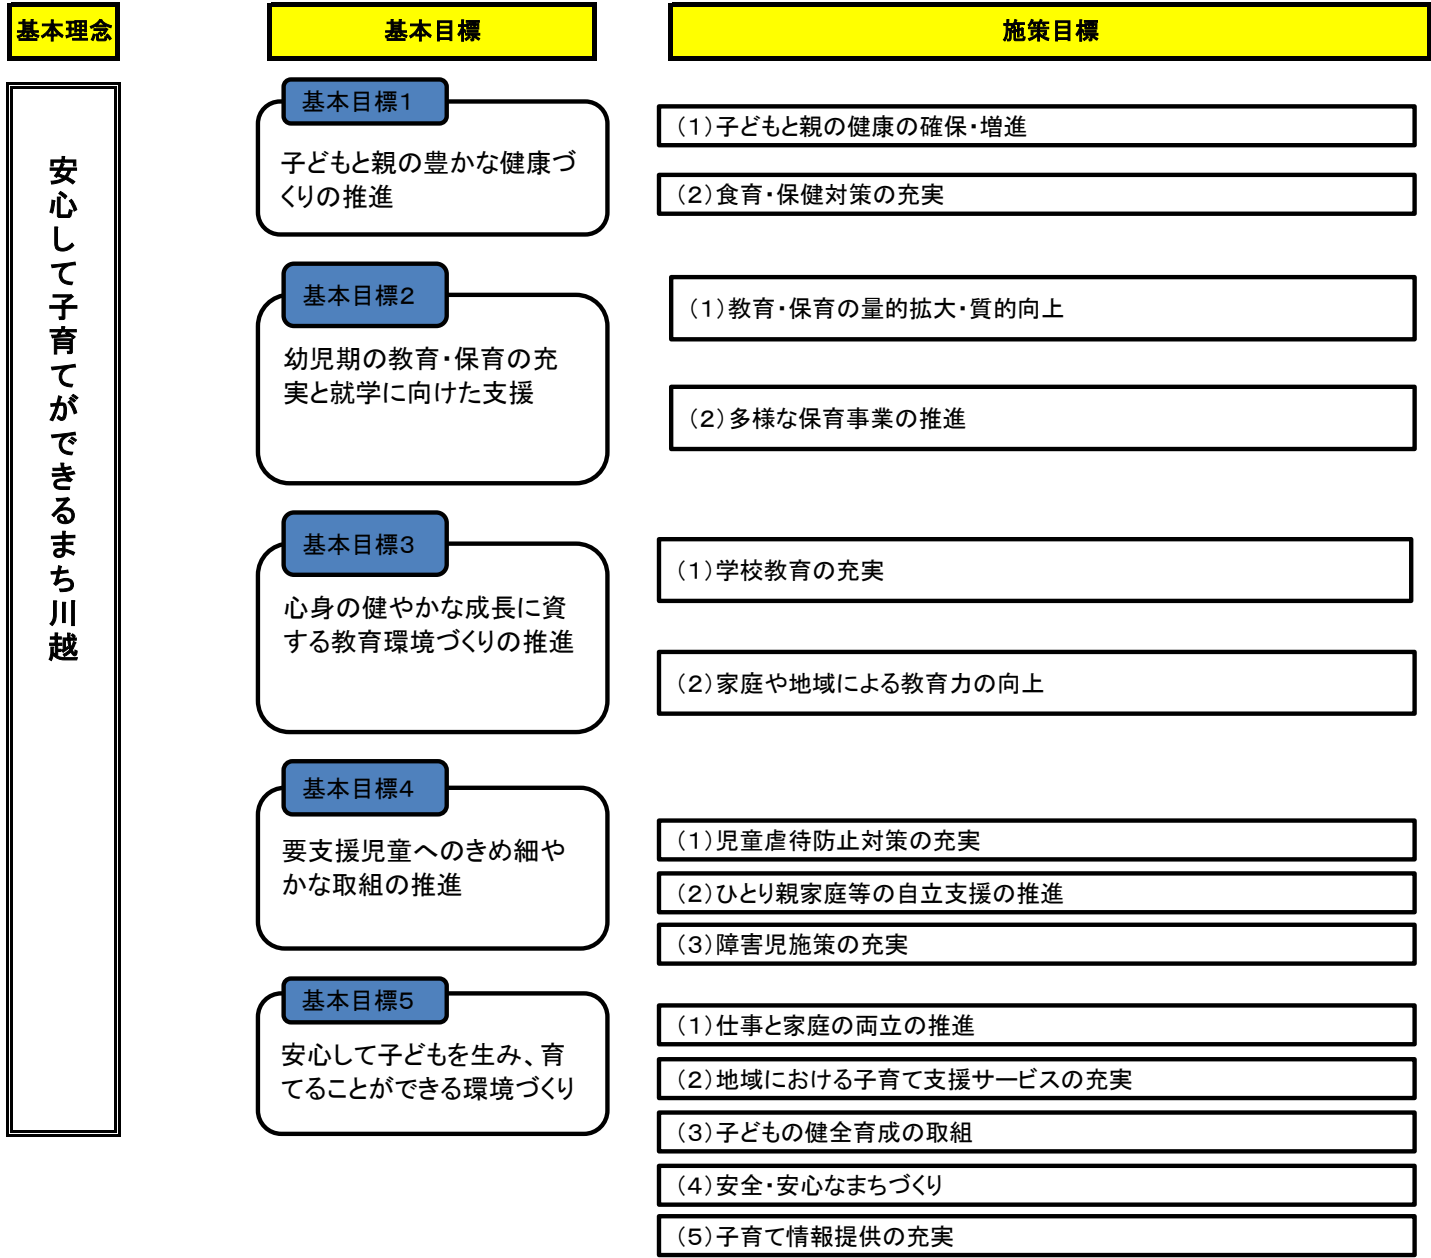 基本理念
基本目標
施策目標
安心して子育てができるまち川越
基本目標1
子どもと親の豊かな健康づ
くりの推進
(1)子どもと親の健康の確保・増進
(2)食育・保健対策の充実
基本目標2
幼児期の教育・保育の充
実と就学に向けた支援
(1)教育・保育の量的拡大・質的向上
(2)多様な保育事業の推進
基本目標3
心身の健やかな成長に資
する教育環境づくりの推進
(1)学校教育の充実
(2)家庭や地域による教育力の向上
基本目標4
要支援児童へのきめ細や
かな取組の推進
(1)児童虐待防止対策の充実
(2)ひとり親家庭等の自立支援の推進
(3)障害児施策の充実
基本目標5
安心して子どもを生み、育
てることができる環境づくり
(1)仕事と家庭の両立の推進
(2)地域における子育て支援サービスの充実
(3)子どもの健全育成の取組
(4)安全・安心なまちづくり
(5)子育て情報提供の充実